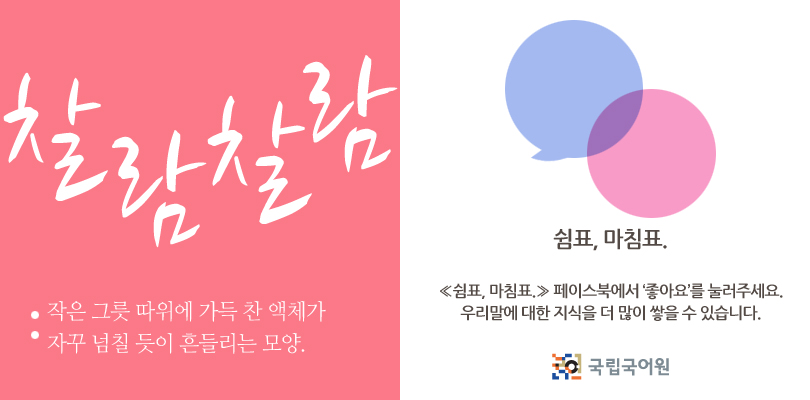 찰람찰람
: 작은 그릇 따위에 가득 찬 액체가
자꾸 넘칠 듯이 흔들리는 모양.
쉼표, 마침표.
≪쉼표, 마침표.≫ 페이스북에서 '좋아요'를 눌러주세요.
우리말에 대한 지식을 더 많이 쌓을 수 있습니다.
국립국어원